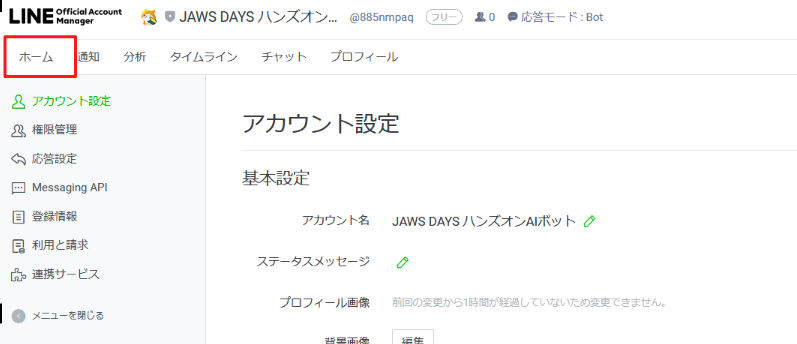 LINE Official Account Manager JAWS DAYS ハンズオン... @885nmpaq フリー 0 応答モード : Bot
ホーム 通知 分析 タイムライン チャット プロフィール
アカウント設定
権限管理
応答設定
Messaging API
登録情報
利用と請求
連携サービス
メニューを閉じる
アカウント設定
基本設定
アカウント名 JAWS DAYS ハンズオンAIボット
ステータスメッセージ
プロフィール画像 前回の変更から1時間が経過していないため変更できません。
背景画像 編集